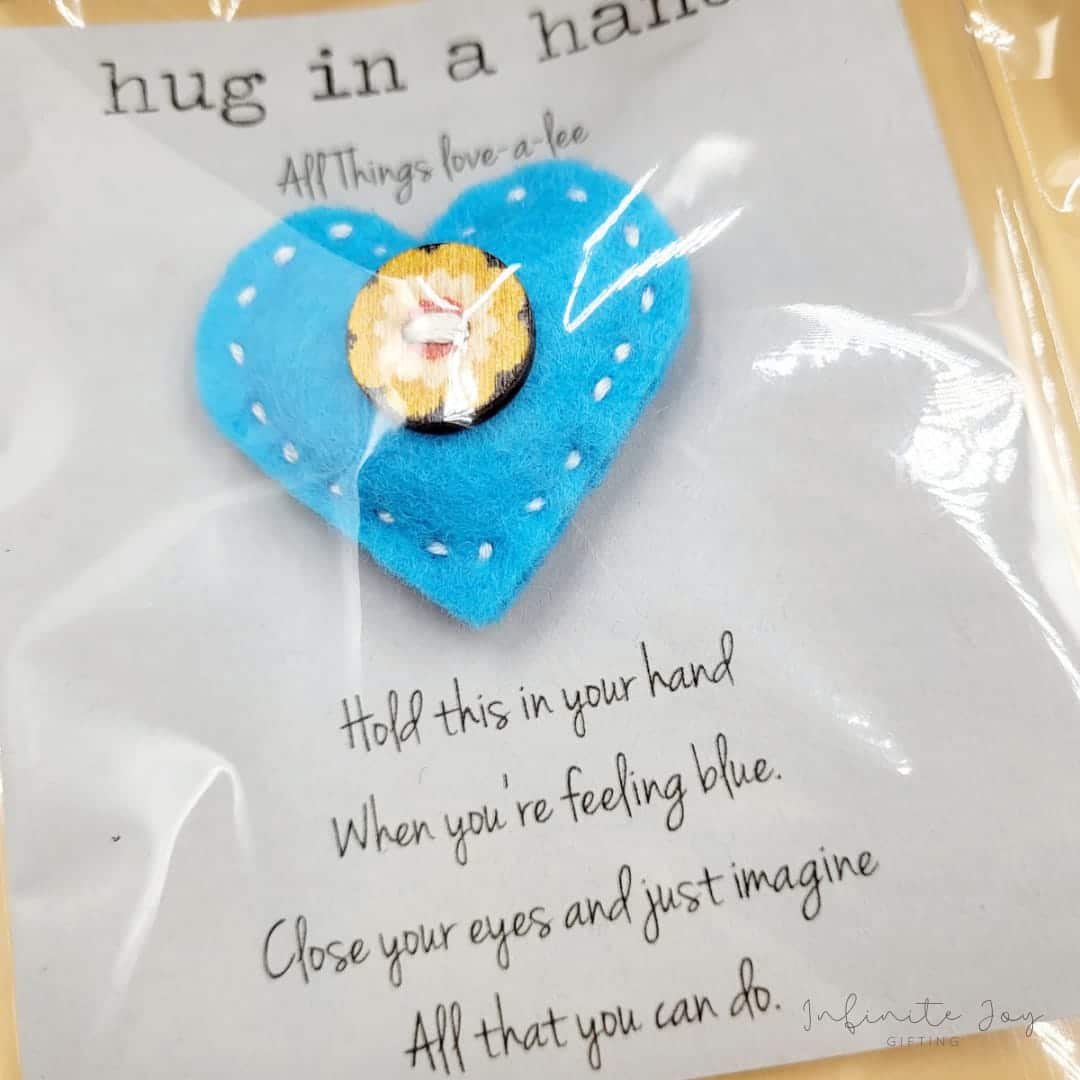 hug in a han
All Things love-a-lee
Hold this in your hand
When you're feeling blue.
Close your eyes and just imagine
All that you can do.
Infinite Joy
GIFTING